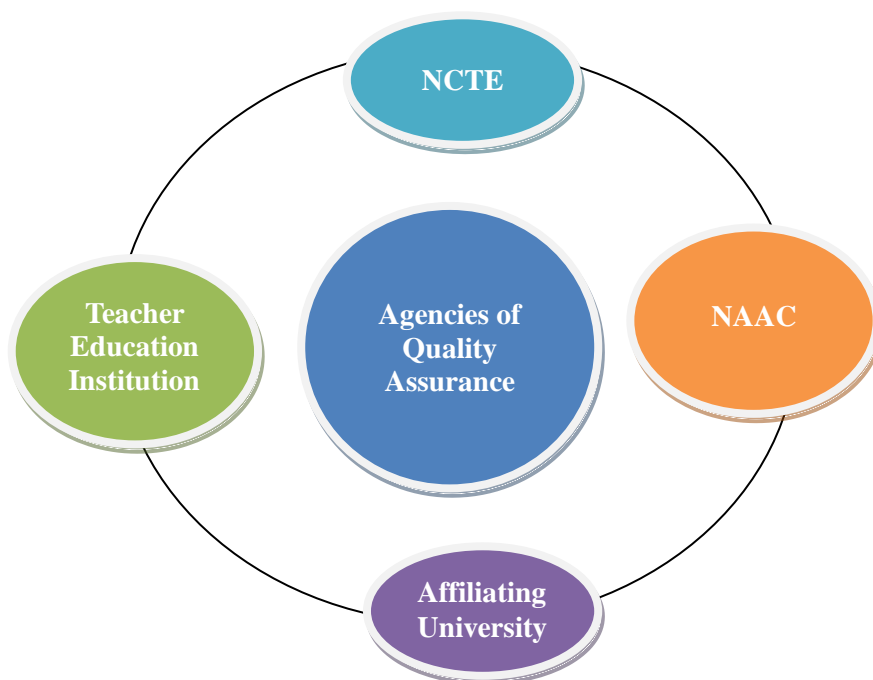 NCTE
NAAC
Teacher
Education
Institution
Agencies of
Quality
Assurance
Affiliating
University